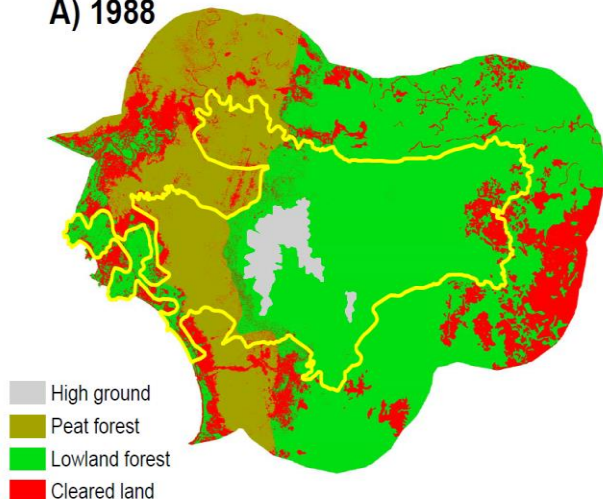 A) 1988
High ground
Peat forest
Lowland forest
Cleared land